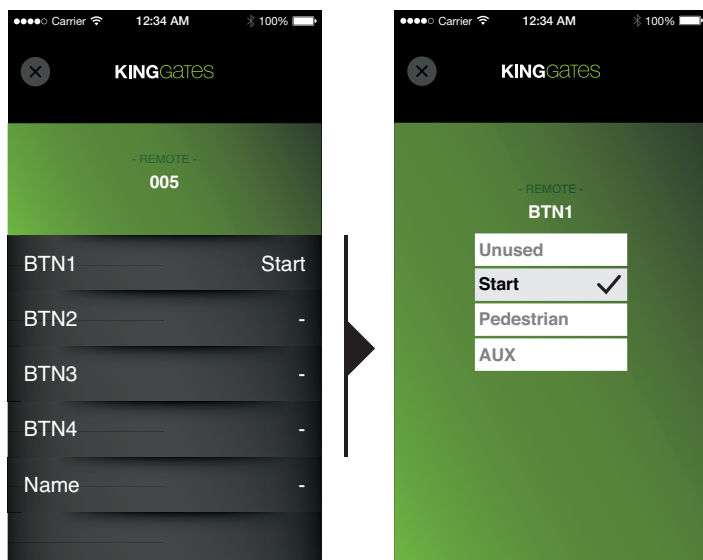 Carrier 12:34 AM 100%
KINGGATES
- REMOTE -
005
BTN1 Start
BTN2 -
BTN3 -
BTN4 -
Name -
Carrier 12:34 AM 100%
KINGGATES
- REMOTE -
BTN1
Unused
Start
Pedestrian
AUX